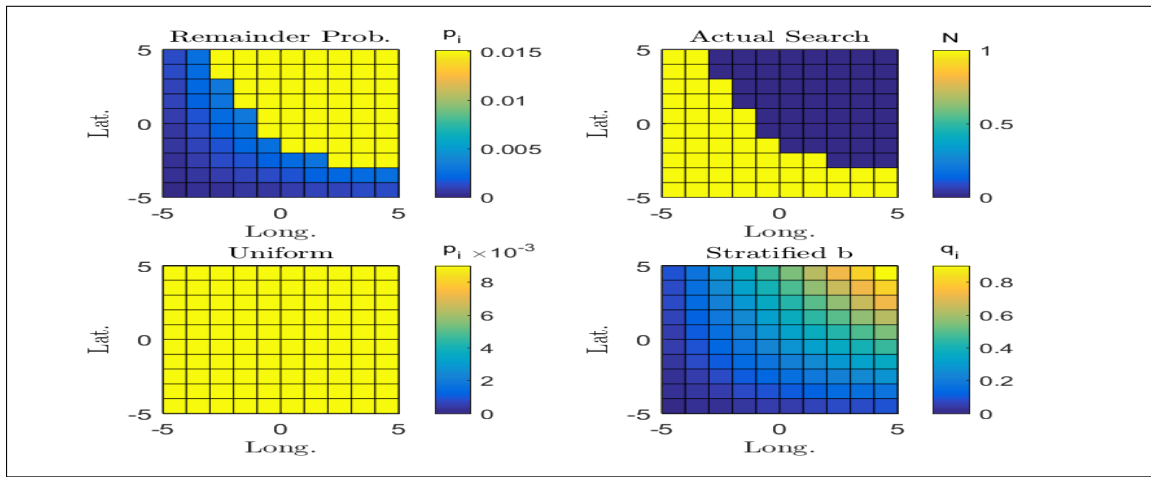 Remainder Prob. p_i
5 0 -5
Lat.
0.015 0.01 0.005 0
-5 0 5
Long.
Actual Search N
5 0 -5
Lat.
1 0.5 0
-5 0 5
Long.
Uniform p_i ×10^-3
5 0 -5
Lat.
8 6 4 2 0
-5 0 5
Long.
Stratified b q_i
5 0 -5
Lat.
0.8 0.6 0.4 0.2 0
-5 0 5
Long.